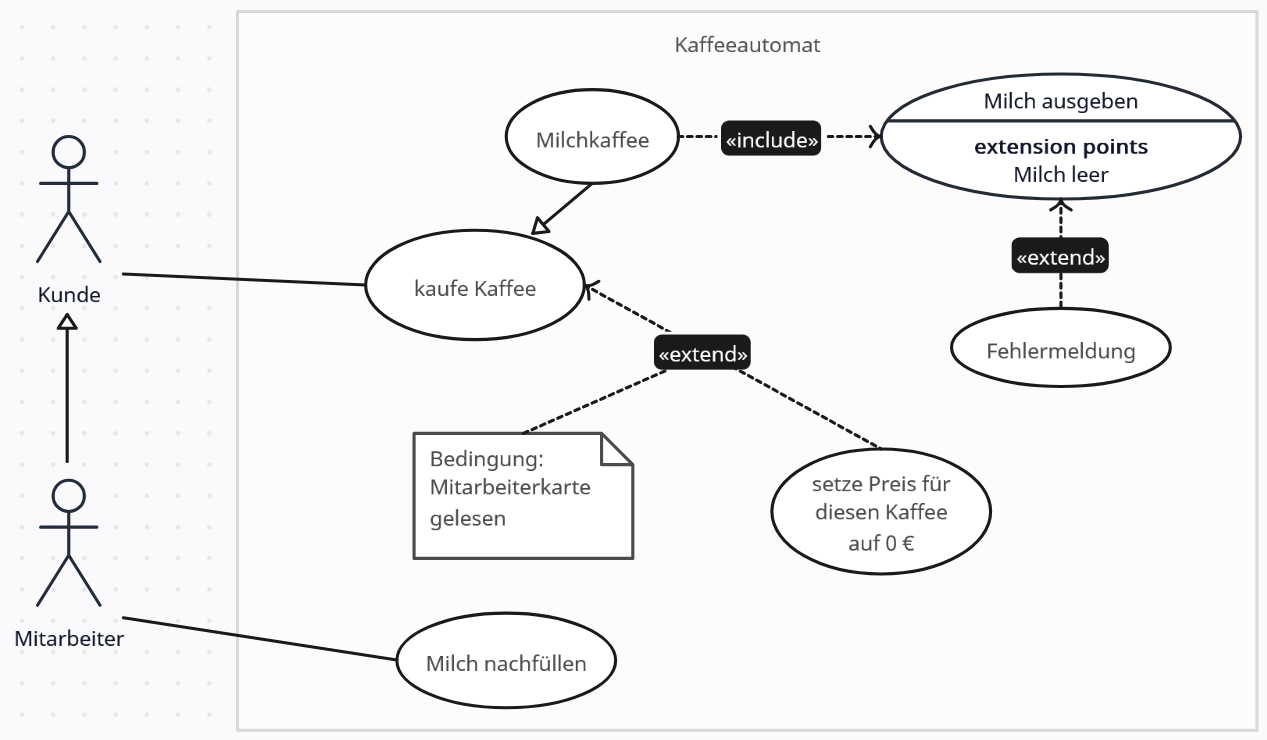 Kaffeeautomat
Milchkaffee
«include»
Milch ausgeben
extension points
Milch leer
«extend»
Fehlermeldung
Kunde
kaufe Kaffee
«extend»
Bedingung:
Mitarbeiterkarte
gelesen
setze Preis für
diesen Kaffee
auf 0 €
Mitarbeiter
Milch nachfüllen